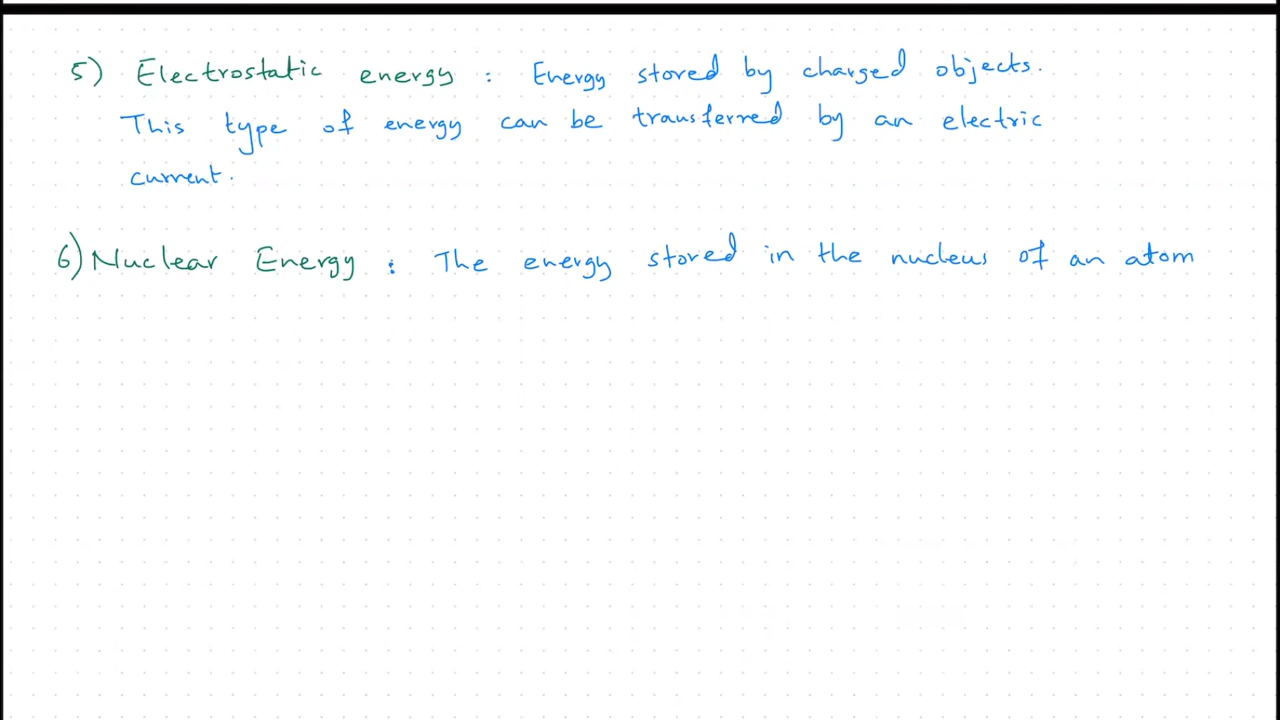 5) Electrostatic energy : Energy stored by charged objects.
This type of energy can be transferred by an electric
current.
6) Nuclear Energy : The energy stored in the nucleus of an atom